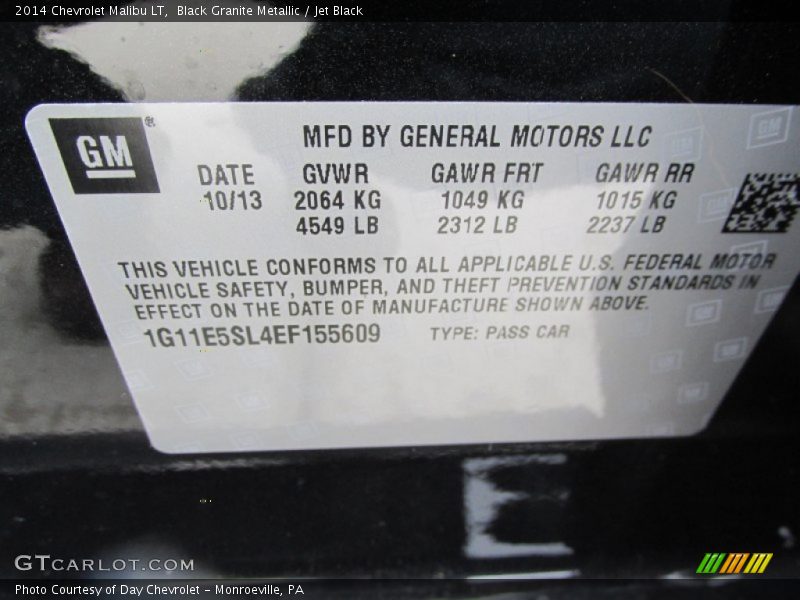 2014 Chevrolet Malibu LT, Black Granite Metallic / Jet Black
GM®
MFD BY GENERAL MOTORS LLC
DATE GVWR GAWR FRT GAWR RR
10/13 2064 KG 1049 KG 1015 KG
4549 LB 2312 LB 2237 LB
THIS VEHICLE CONFORMS TO ALL APPLICABLE U.S. FEDERAL MOTOR
VEHICLE SAFETY, BUMPER, AND THEFT PREVENTION STANDARDS IN
EFFECT ON THE DATE OF MANUFACTURE SHOWN ABOVE.
1G11E5SL4EF155609 TYPE: PASS CAR
GTCARLOT.COM
Photo Courtesy of Day Chevrolet – Monroeville, PA